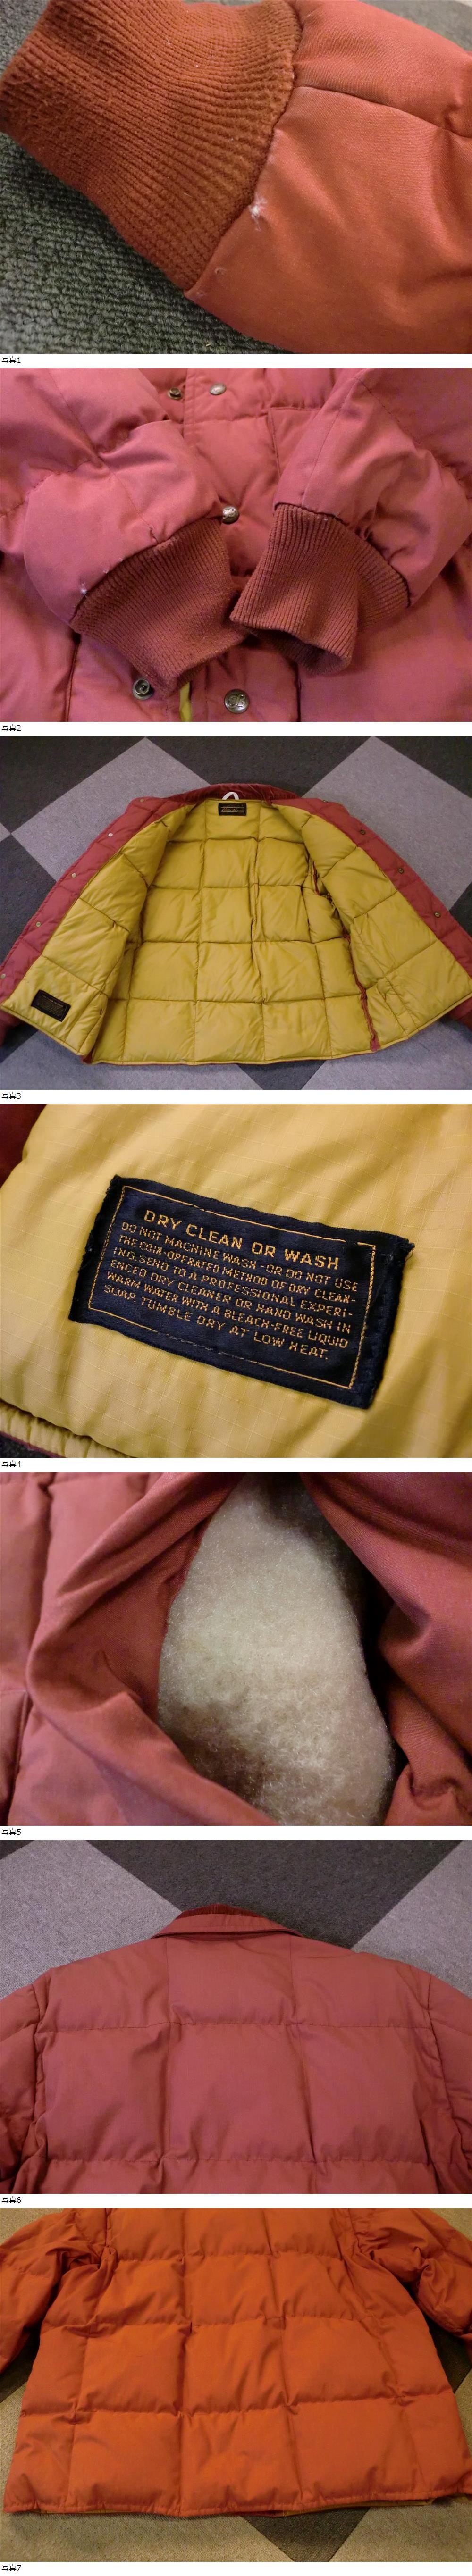 写真1
写真2
写真3
DRY CLEAN OR WASH
DO NOT MACHINE WASH - OR DO NOT USE
THE COIN-OPERATED METHOD OF DRY CLEAN-
ING SEND TO A PROFESSIONAL EXPERI-
ENCED DRY CLEANER OR HAND WASH IN
WARM WATER WITH A BLEACH-FREE LIQUID
SOAP. TUMBLE DRY AT LOW HEAT.
写真4
写真5
写真6
写真7